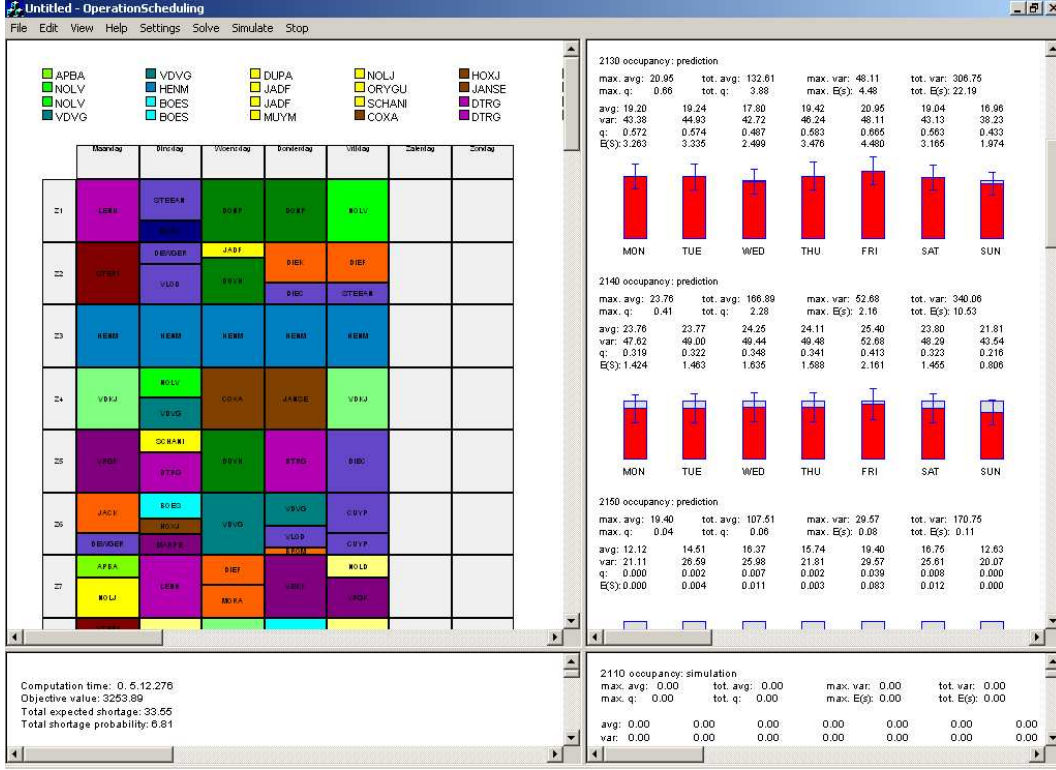 Untitled - OperationScheduling
File Edit View Help Settings Solve Simulate Stop
APBA VDVG DUPA NOLJ HOXJ
NOLV HENM JADF ORYGU JANSE
NOLV BOES JADF SCHANI DTRG
VDVG BOES MUYM COXA DTRG
Maandag Dinsdag Woensdag Donderdag Vrijdag Zaterdag Zondag
Z1 LENN STEEAN NOLV
Z2 DEWGER VLOD JADF DIEK DIEC DIEF STEEAN
Z3 HENM HENM HENM HENM HENM
Z4 VDKJ NOLV VDVG COXA JANSE VDKJ
Z5 SCHANI DTRG DTRG DIEC
Z6 JACK DEWGER BOES HOXJ VDVG VDVG VLOD
Z7 APBA NOLJ LENN DIEF MOKA NOLD
2130 occupancy: prediction
max. avg: 20.95 tot. avg: 132.61 max. var: 48.11 tot. var: 306.75
max. q: 0.66 tot. q: 3.88 max. E(s): 4.48 tot. E(s): 22.19
avg: 19.20 19.24 17.80 19.42 20.95 19.04 16.96
var: 43.38 44.93 42.72 46.24 48.11 43.13 38.23
q: 0.572 0.574 0.487 0.583 0.665 0.563 0.433
E(S): 3.263 3.335 2.499 3.476 4.480 3.165 1.974
MON TUE WED THU FRI SAT SUN
2140 occupancy: prediction
max. avg: 23.76 tot. avg: 166.89 max. var: 52.68 tot. var: 340.06
max. q: 0.41 tot. q: 2.28 max. E(s): 2.16 tot. E(s): 10.53
avg: 23.76 23.77 24.25 24.11 25.40 23.80 21.81
var: 47.62 49.00 49.44 49.48 52.68 48.29 43.54
q: 0.319 0.322 0.348 0.341 0.413 0.323 0.216
E(S): 1.424 1.463 1.635 1.588 2.161 1.455 0.806
MON TUE WED THU FRI SAT SUN
2150 occupancy: prediction
max. avg: 19.40 tot. avg: 107.51 max. var: 29.57 tot. var: 170.75
max. q: 0.04 tot. q: 0.06 max. E(s): 0.08 tot. E(s): 0.11
avg: 12.12 14.51 16.37 15.74 19.40 16.75 12.63
var: 21.11 26.59 25.98 21.81 29.57 25.61 20.07
q: 0.000 0.002 0.007 0.002 0.039 0.008 0.000
E(S): 0.000 0.004 0.011 0.003 0.083 0.012 0.000
Computation time: 0. 5.12.276
Objective value: 3253.89
Total expected shortage: 33.55
Total shortage probability: 6.81
2110 occupancy: simulation
max. avg: 0.00 tot. avg: 0.00 max. var: 0.00 tot. var: 0.00
max. q: 0.00 tot. q: 0.00 max. E(s): 0.00 tot. E(s): 0.00
avg: 0.00 0.00 0.00 0.00 0.00 0.00 0.00
var: 0.00 0.00 0.00 0.00 0.00 0.00 0.00